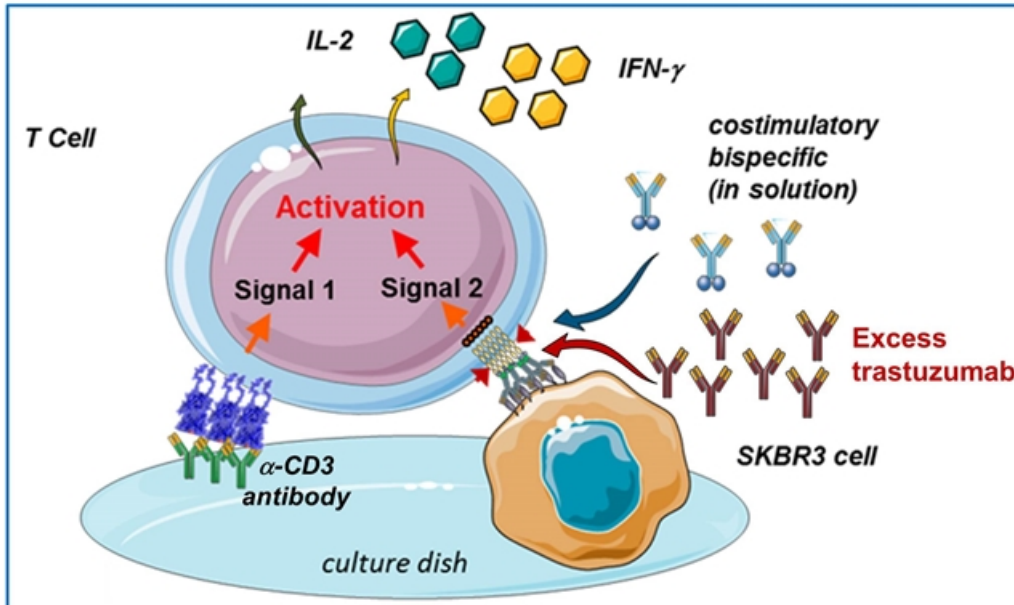 IL-2
IFN-γ
T Cell
costimulatory
bispecific
(in solution)
Activation
Signal 1
Signal 2
Excess
trastuzumab
SKBR3 cell
α-CD3
antibody
culture dish